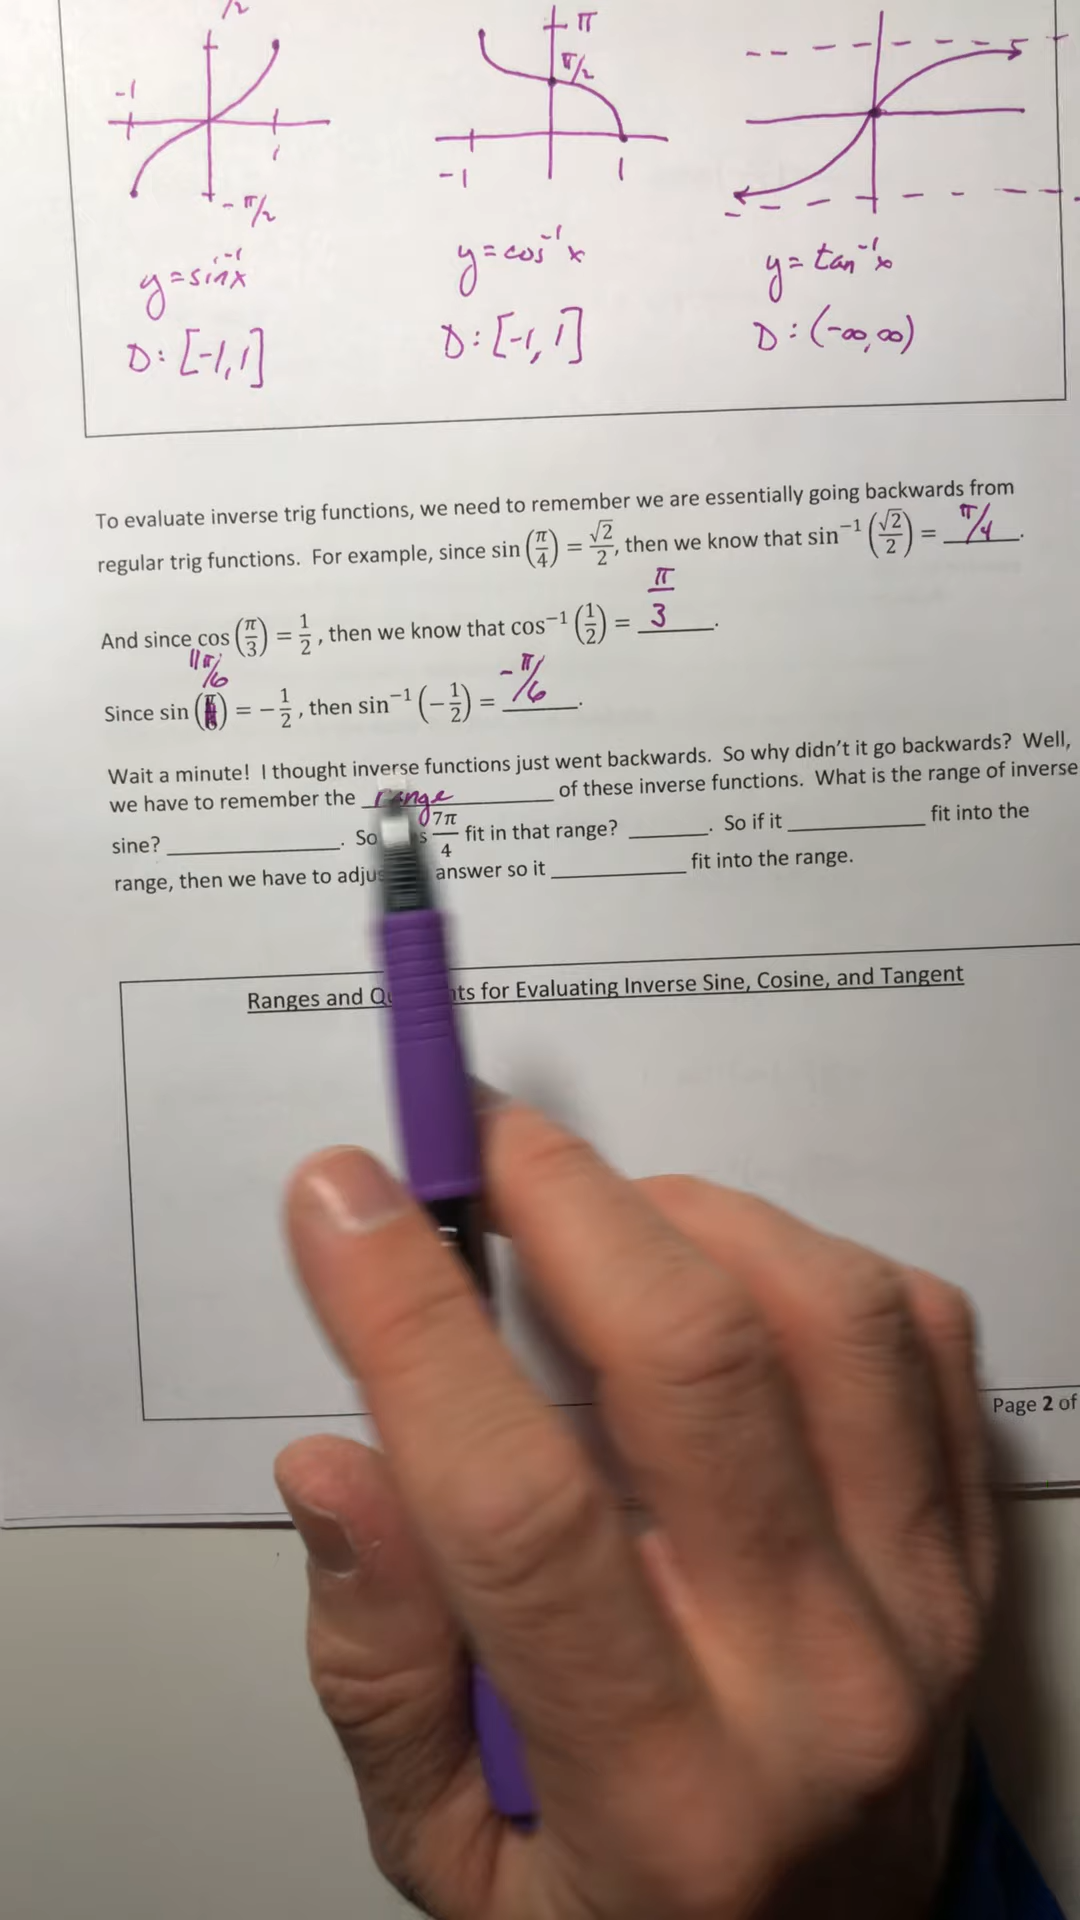 /2
-1
1
- π/2
π
π/2
-1
1
y = sin⁻¹x
D: [-1,1]
y = cos⁻¹x
D: [-1, 1]
y = tan⁻¹x
D: (-∞,∞)
To evaluate inverse trig functions, we need to remember we are essentially going backwards from
regular trig functions. For example, since sin (π/4) = √2/2, then we know that sin⁻¹ (√2/2) = π/4.
And since cos (π/3) = 1/2, then we know that cos⁻¹ (1/2) = π/3.
11π/6
Since sin ( ) = −1/2, then sin⁻¹ (−1/2) = -π/6.
Wait a minute! I thought inverse functions just went backwards. So why didn't it go backwards? Well,
we have to remember the range of these inverse functions. What is the range of inverse
sine? ____________. So 7π/4 fit in that range? ______. So if it __________ fit into the
range, then we have to answer so it __________ fit into the range.
Ranges and for Evaluating Inverse Sine, Cosine, and Tangent
Page 2 of